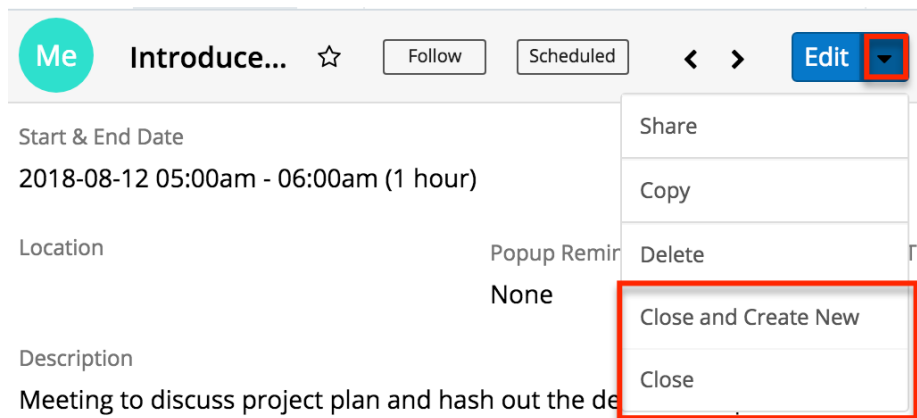 Me Introduce... Follow Scheduled Edit
Start & End Date
Share
2018-08-12 05:00am - 06:00am (1 hour)
Copy
Location
Popup Remin
Delete
None
Close and Create New
Description
Close
Meeting to discuss project plan and hash out the de